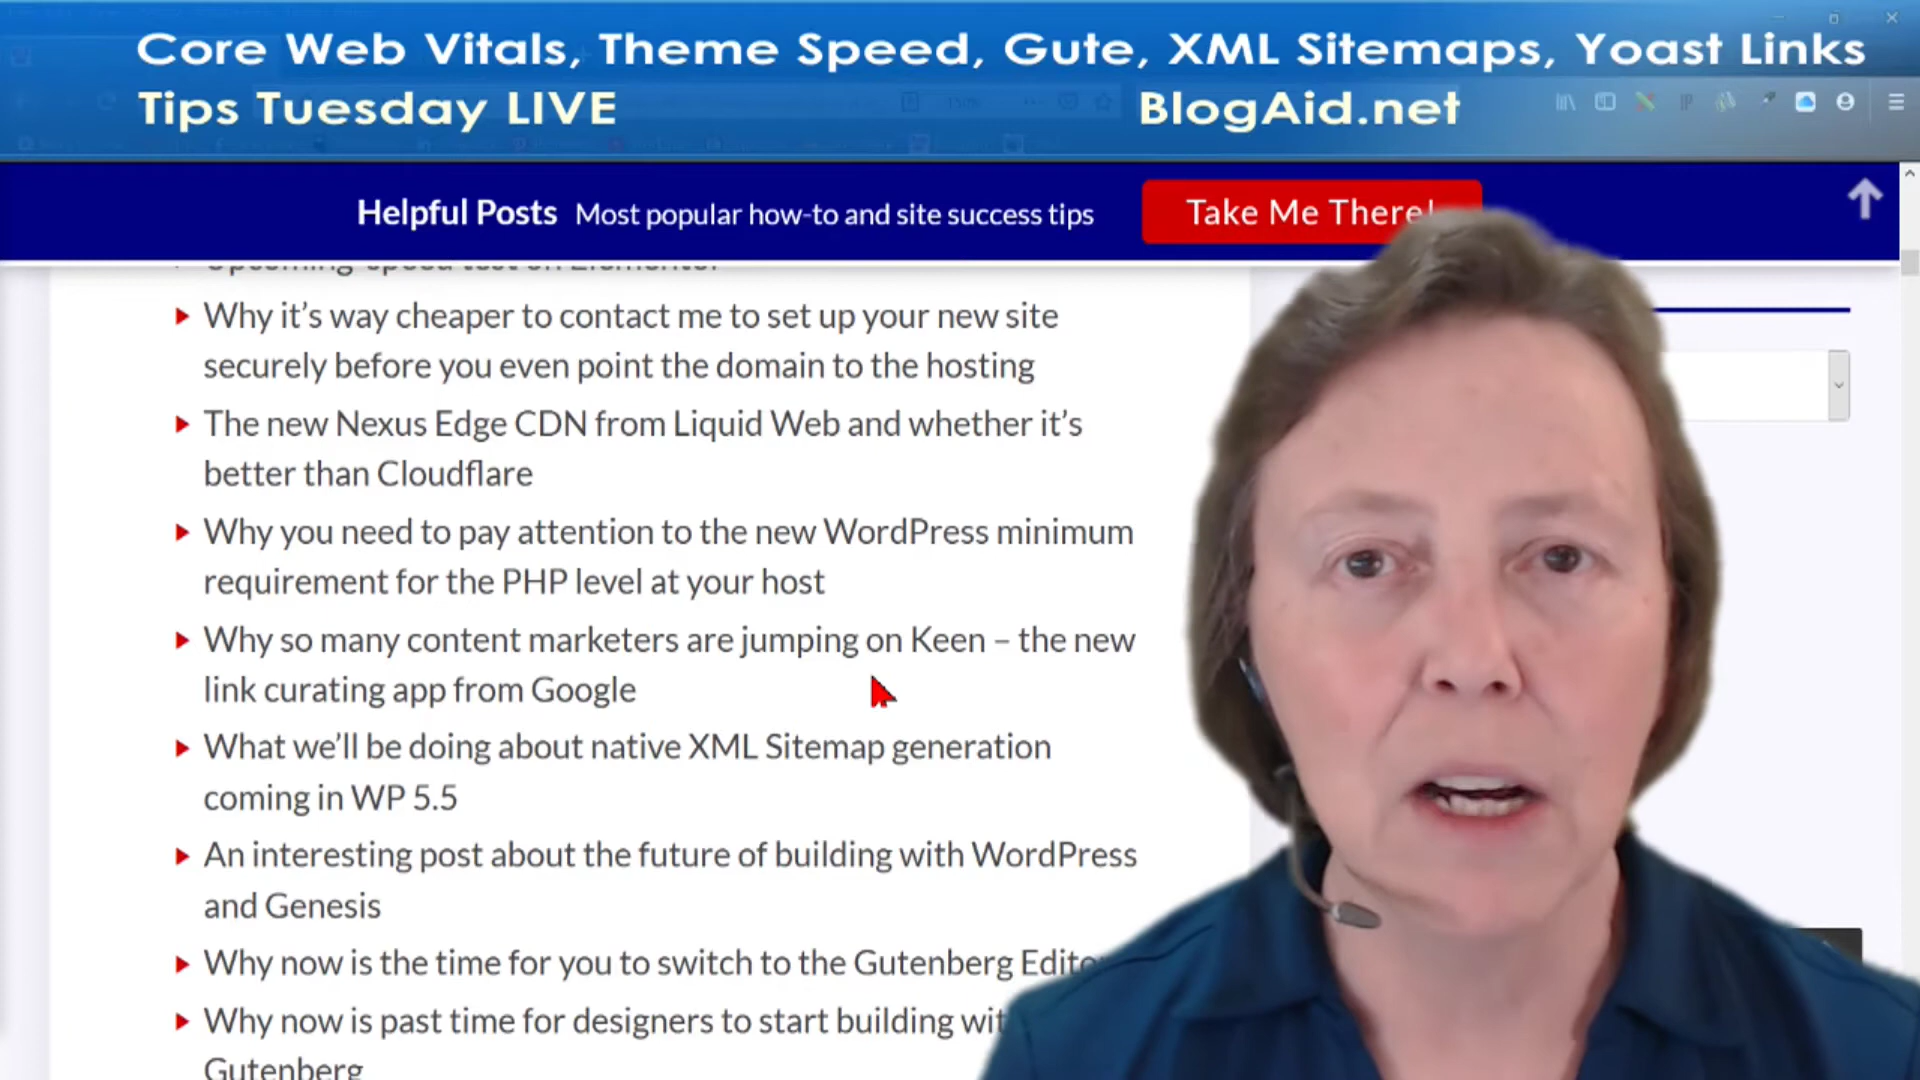 Core Web Vitals, Theme Speed, Gute, XML Sitemaps, Yoast Links
Tips Tuesday LIVE BlogAid.net
Helpful Posts Most popular how-to and site success tips Take Me There!
Upcoming speed test on Elementor
Why it's way cheaper to contact me to set up your new site
securely before you even point the domain to the hosting
The new Nexus Edge CDN from Liquid Web and whether it's
better than Cloudflare
Why you need to pay attention to the new WordPress minimum
requirement for the PHP level at your host
Why so many content marketers are jumping on Keen – the new
link curating app from Google
What we'll be doing about native XML Sitemap generation
coming in WP 5.5
An interesting post about the future of building with WordPress
and Genesis
Why now is the time for you to switch to the Gutenberg
Why now is past time for designers to start building
Gutenberg